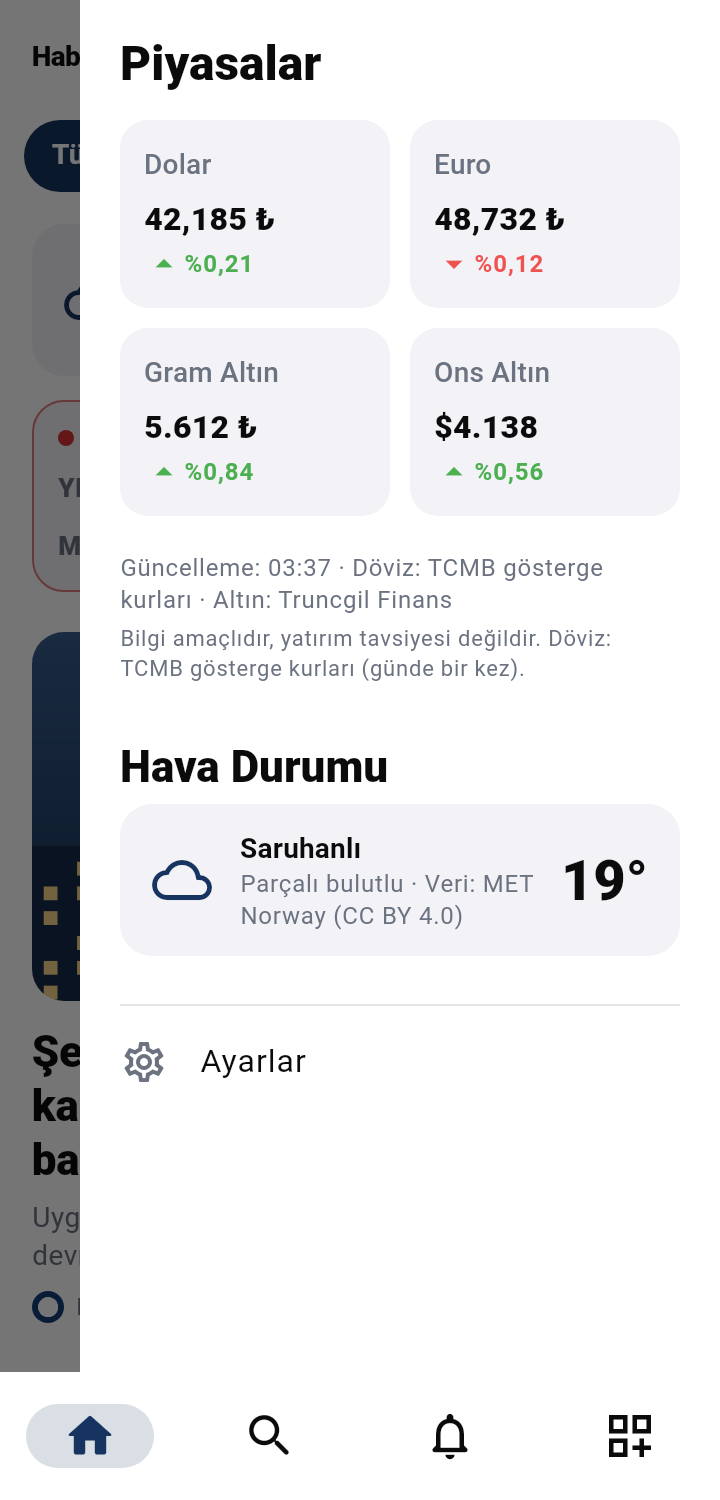 Piyasalar
Dolar
42,185 ₺
%0,21
Euro
48,732 ₺
%0,12
Gram Altın
5.612 ₺
%0,84
Ons Altın
$4.138
%0,56
Güncelleme: 03:37 · Döviz: TCMB gösterge
kurları · Altın: Truncgil Finans
Bilgi amaçlıdır, yatırım tavsiyesi değildir. Döviz:
TCMB gösterge kurları (günde bir kez).
Hava Durumu
Saruhanlı
Parçalı bulutlu · Veri: MET
Norway (CC BY 4.0)
19°
Ayarlar